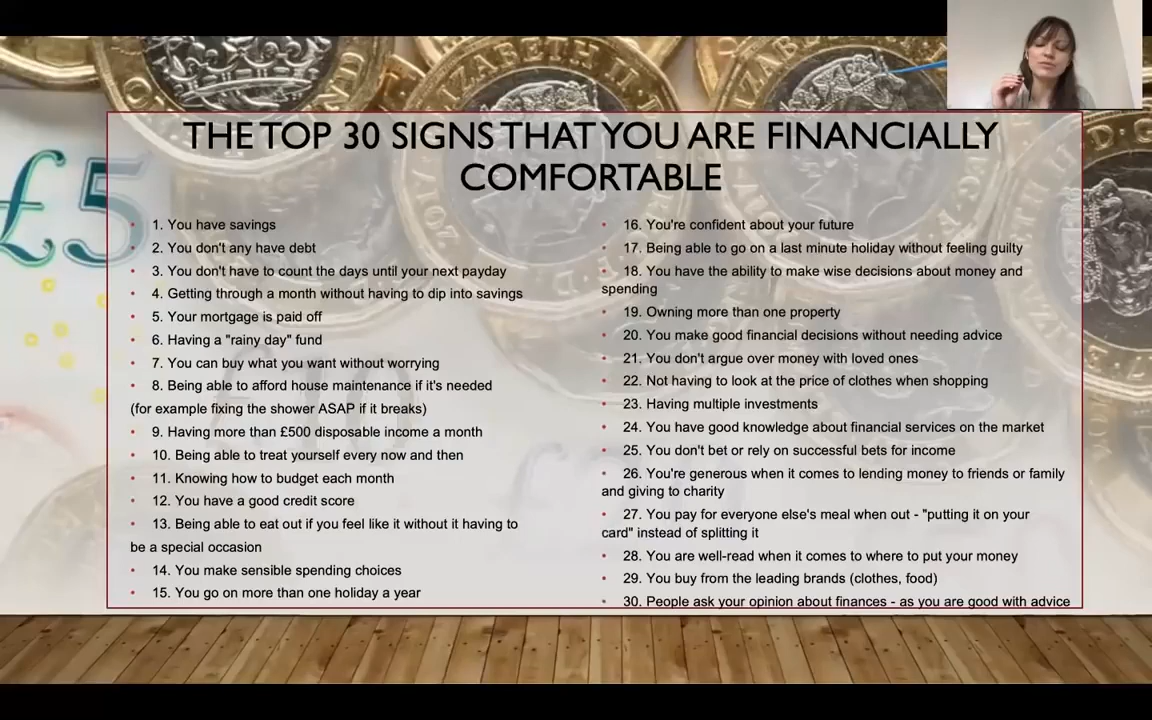 THE TOP 30 SIGNS THAT YOU ARE FINANCIALLY
COMFORTABLE
• 1. You have savings
• 2. You don't any have debt
• 3. You don't have to count the days until your next payday
• 4. Getting through a month without having to dip into savings
• 5. Your mortgage is paid off
• 6. Having a "rainy day" fund
• 7. You can buy what you want without worrying
• 8. Being able to afford house maintenance if it's needed
(for example fixing the shower ASAP if it breaks)
• 9. Having more than £500 disposable income a month
• 10. Being able to treat yourself every now and then
• 11. Knowing how to budget each month
• 12. You have a good credit score
• 13. Being able to eat out if you feel like it without it having to
be a special occasion
• 14. You make sensible spending choices
• 15. You go on more than one holiday a year
• 16. You're confident about your future
• 17. Being able to go on a last minute holiday without feeling guilty
• 18. You have the ability to make wise decisions about money and
spending
• 19. Owning more than one property
• 20. You make good financial decisions without needing advice
• 21. You don't argue over money with loved ones
• 22. Not having to look at the price of clothes when shopping
• 23. Having multiple investments
• 24. You have good knowledge about financial services on the market
• 25. You don't bet or rely on successful bets for income
• 26. You're generous when it comes to lending money to friends or family
and giving to charity
• 27. You pay for everyone else's meal when out - "putting it on your
card" instead of splitting it
• 28. You are well-read when it comes to where to put your money
• 29. You buy from the leading brands (clothes, food)
• 30. People ask your opinion about finances - as you are good with advice
£5